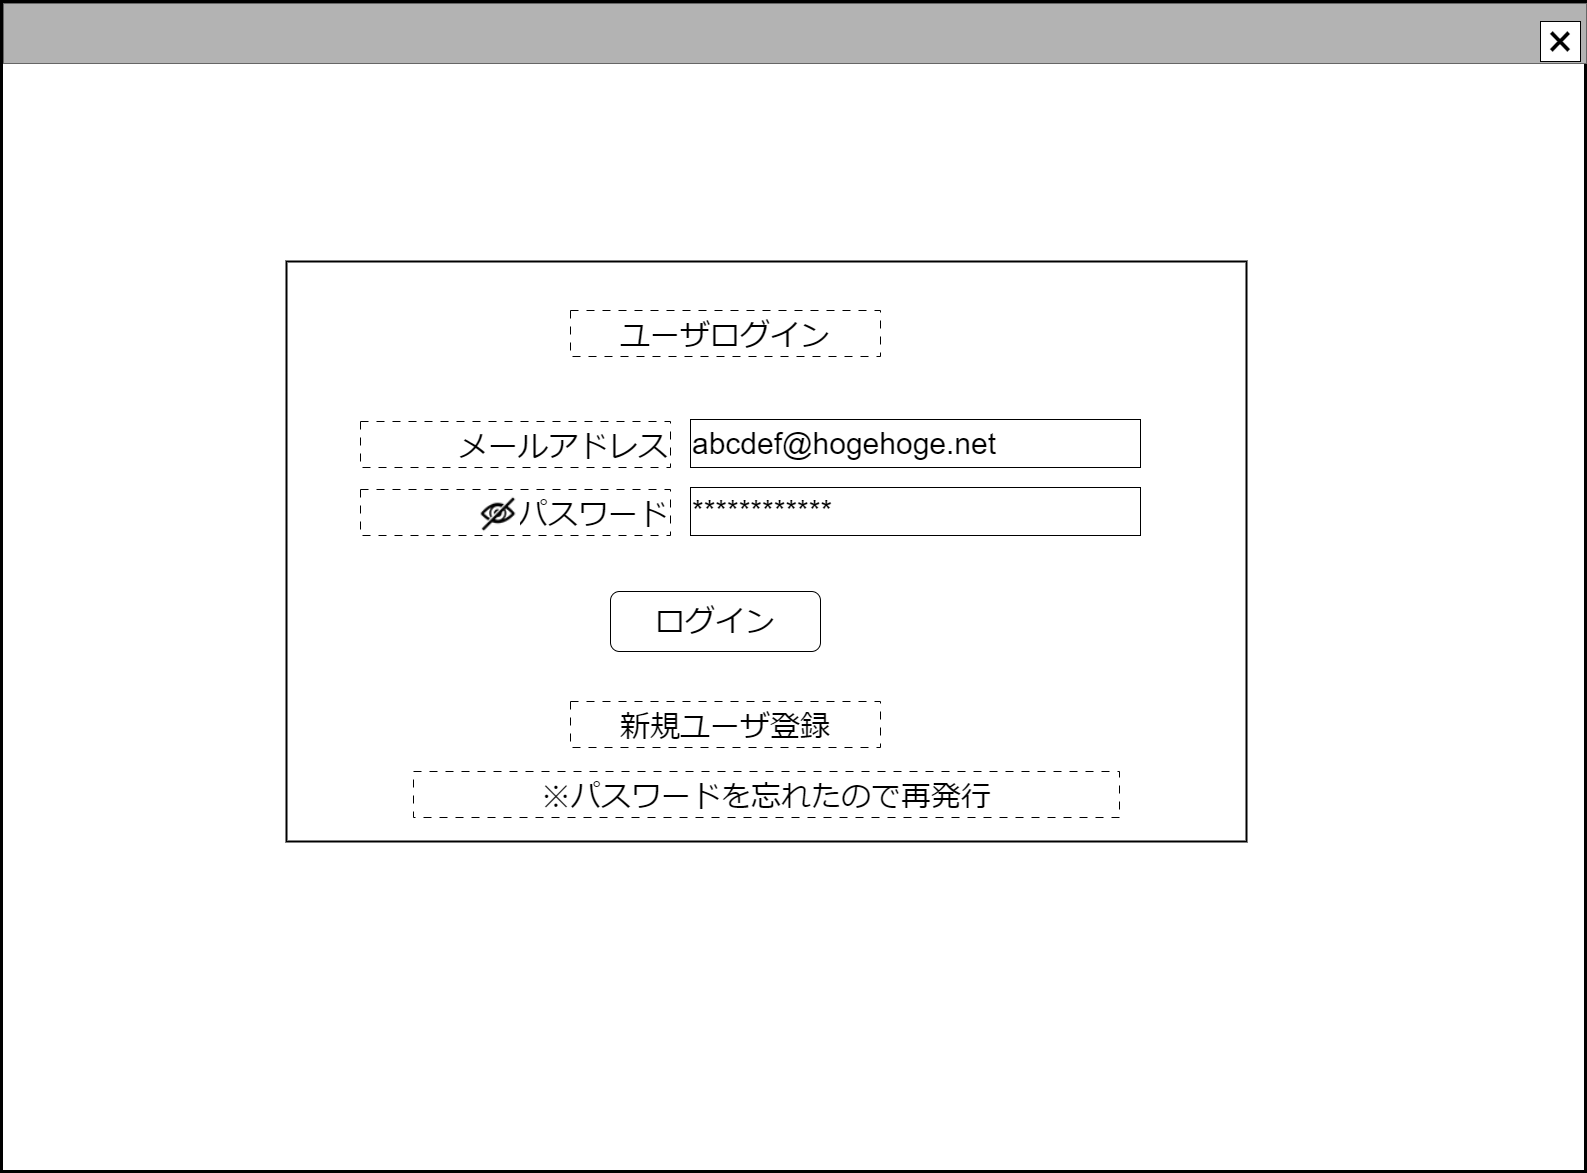 ユーザログイン
メールアドレス abcdef@hogehoge.net
パスワード ************
ログイン
新規ユーザ登録
※パスワードを忘れたので再発行